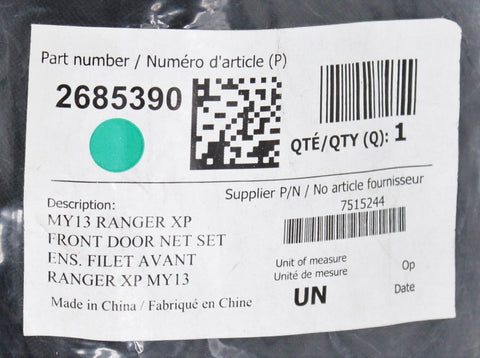 Part number / Numéro d'article (P)
2685390
QTÉ/QTY (Q): 1
Supplier P/N / No article fournisseur
7515244
Description:
MY13 RANGER XP
FRONT DOOR NET SET
ENS. FILET AVANT
RANGER XP MY13
Made in China / Fabriqué en Chine
Unit of measure
Unité de mesure
UN
Op
Date